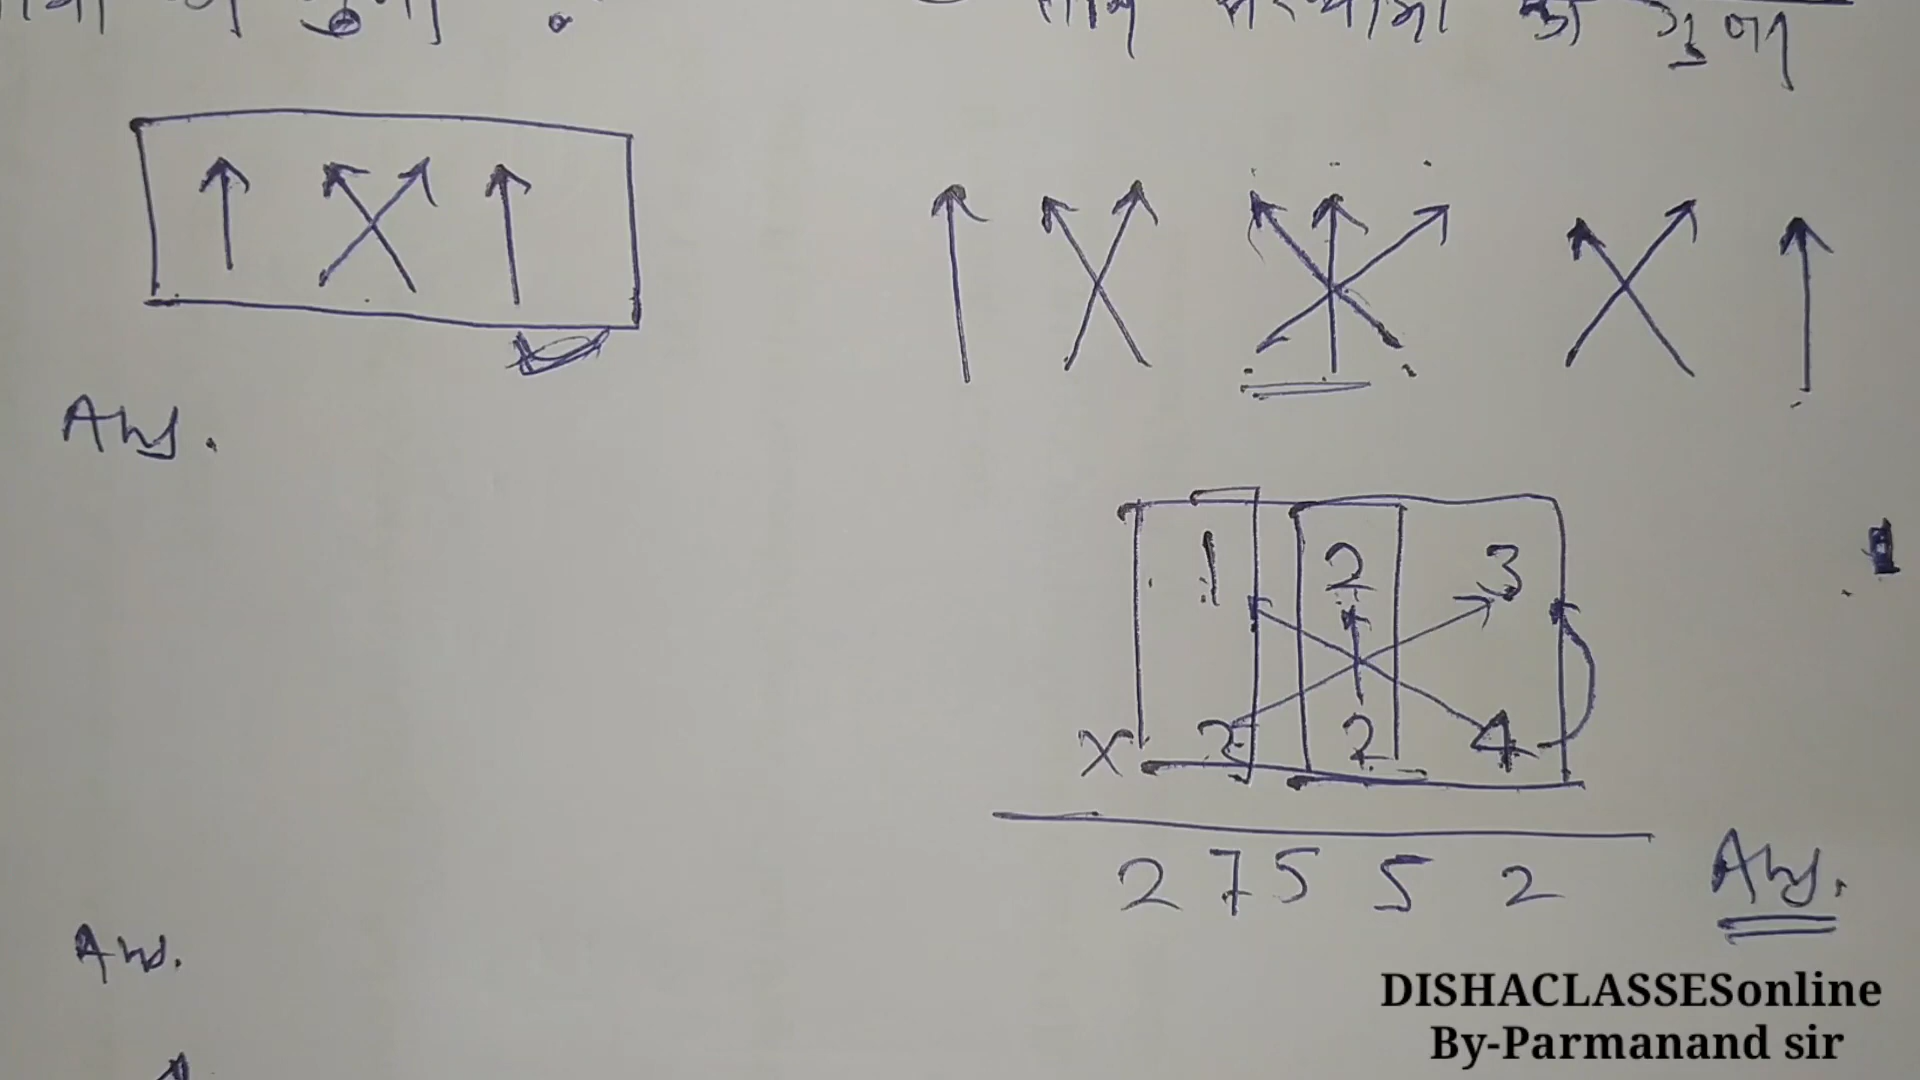 को गुणा
Ans.
1 2 3
× 2 2 4
2 7 5 5 2 Ans.
Ans.
DISHACLASSESonline
By-Parmanand sir